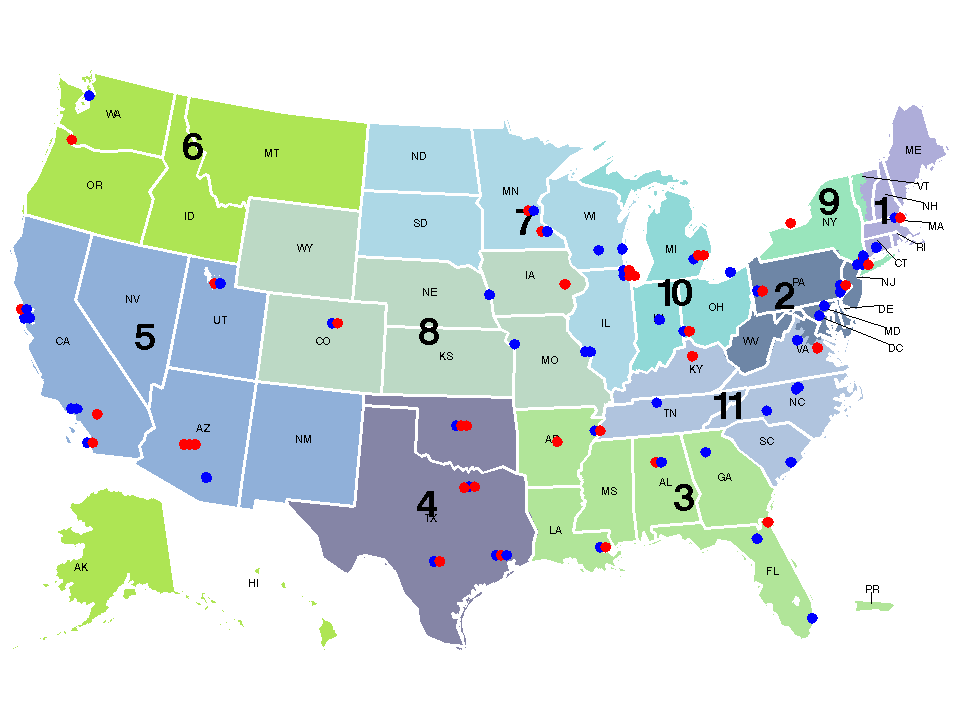 WA
6
MT
OR
ID
ND
SD
MN
7
WI
MI
ME
VT
9
1
NH
NY
MA
RI
CT
WY
NE
IA
IL
10
OH
PA
2
NJ
DE
MD
DC
WV
VA
NV
5
UT
CA
CO
8
KS
MO
KY
AZ
NM
TN
11
NC
SC
4
TX
MS
AL
3
GA
LA
FL
AK
HI
PR